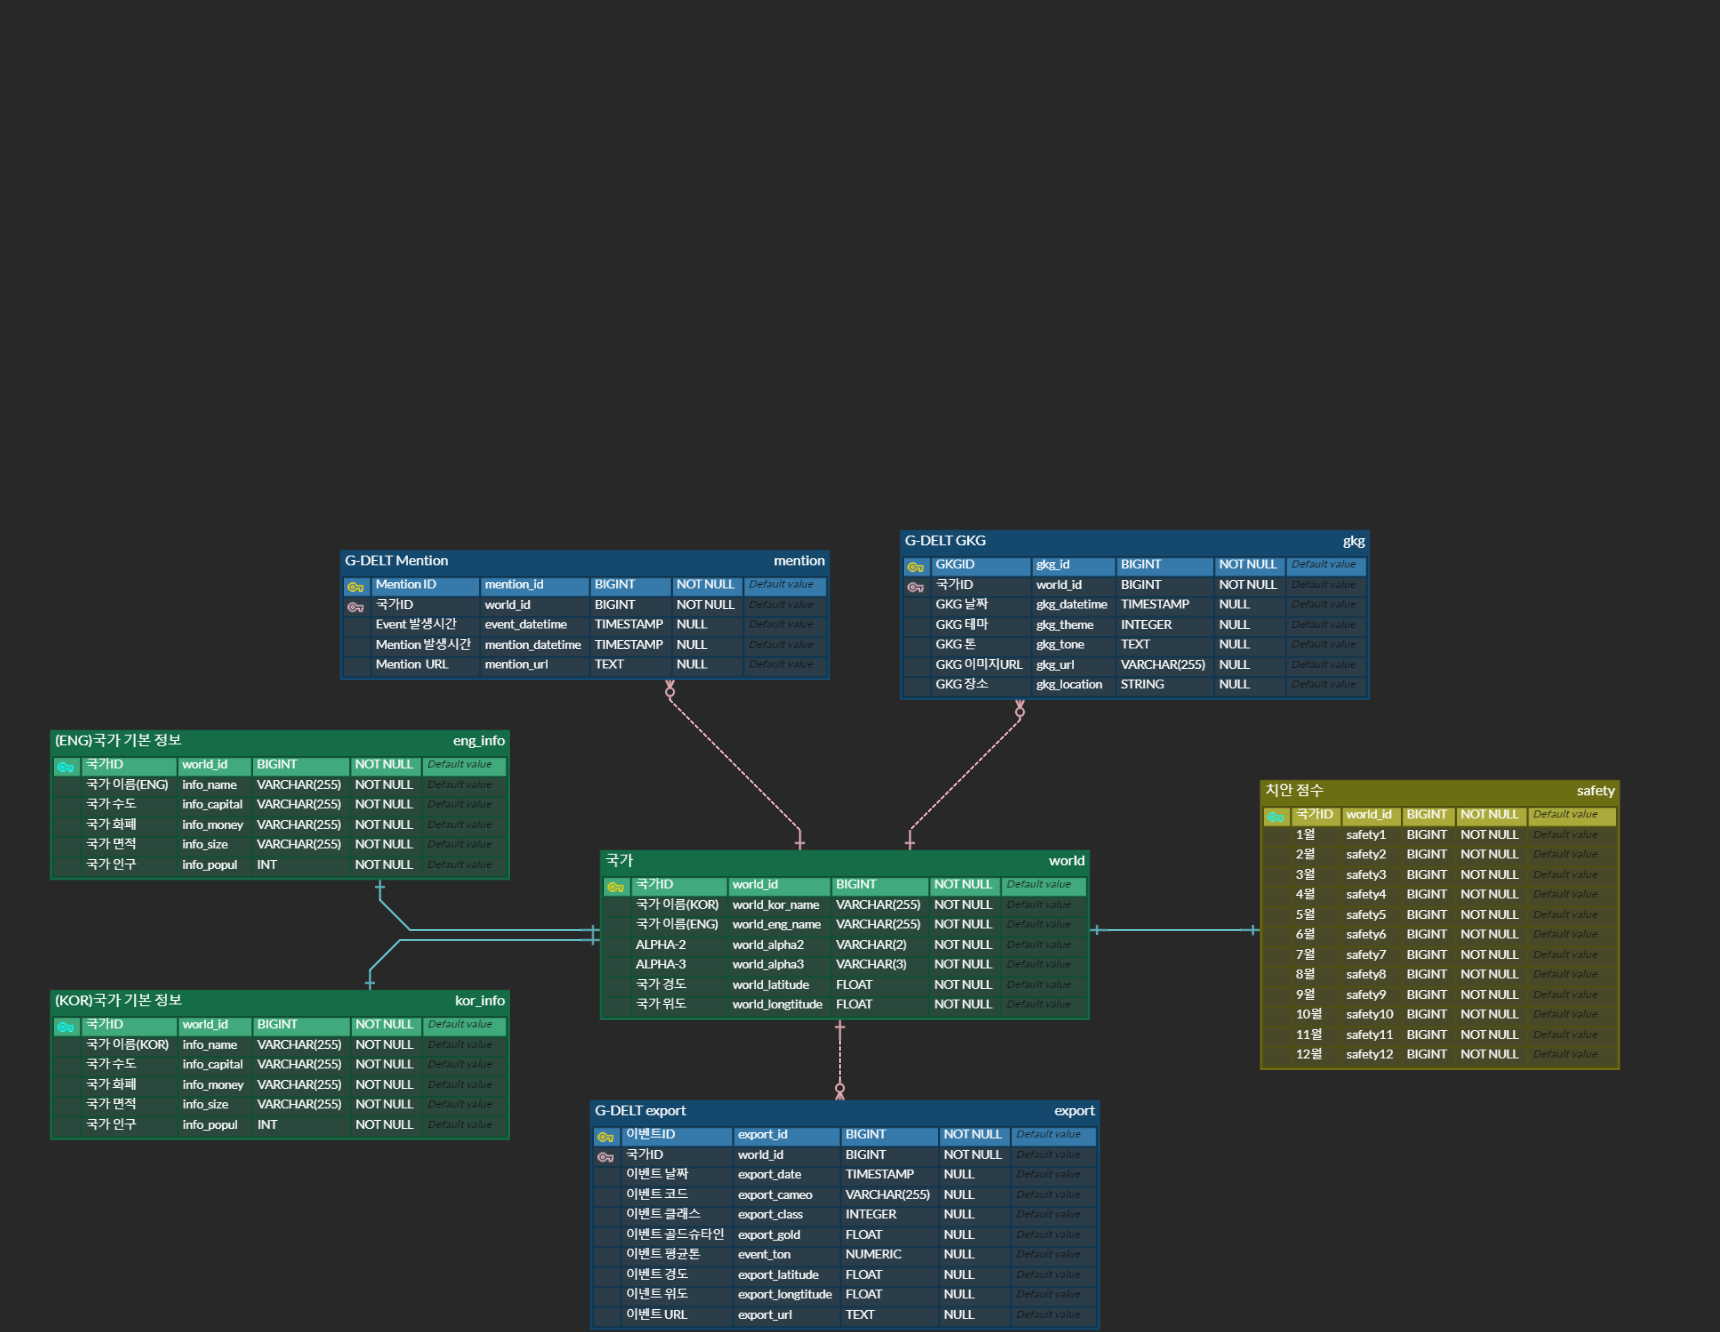 G-DELT Mention mention
Mention ID mention_id BIGINT NOT NULL Default value
국가ID world_id BIGINT NOT NULL Default value
Event 발생시간 event_datetime TIMESTAMP NULL Default value
Mention 발생시간 mention_datetime TIMESTAMP NULL Default value
Mention URL mention_url TEXT NULL Default value
G-DELT GKG gkg
GKGID gkg_id BIGINT NOT NULL Default value
국가ID world_id BIGINT NOT NULL Default value
GKG 날짜 gkg_datetime TIMESTAMP NULL Default value
GKG 테마 gkg_theme INTEGER NULL Default value
GKG 톤 gkg_tone TEXT NULL Default value
GKG 이미지URL gkg_url VARCHAR(255) NULL Default value
GKG 장소 gkg_location STRING NULL Default value
(ENG)국가 기본 정보 eng_info
국가ID world_id BIGINT NOT NULL Default value
국가 이름(ENG) info_name VARCHAR(255) NOT NULL Default value
국가 수도 info_capital VARCHAR(255) NOT NULL Default value
국가 화폐 info_money VARCHAR(255) NOT NULL Default value
국가 면적 info_size VARCHAR(255) NOT NULL Default value
국가 인구 info_popul INT NOT NULL Default value
치안 점수 safety
국가ID world_id BIGINT NOT NULL Default value
1월 safety1 BIGINT NOT NULL Default value
2월 safety2 BIGINT NOT NULL Default value
3월 safety3 BIGINT NOT NULL Default value
4월 safety4 BIGINT NOT NULL Default value
5월 safety5 BIGINT NOT NULL Default value
6월 safety6 BIGINT NOT NULL Default value
7월 safety7 BIGINT NOT NULL Default value
8월 safety8 BIGINT NOT NULL Default value
9월 safety9 BIGINT NOT NULL Default value
10월 safety10 BIGINT NOT NULL Default value
11월 safety11 BIGINT NOT NULL Default value
12월 safety12 BIGINT NOT NULL Default value
국가 world
국가ID world_id BIGINT NOT NULL Default value
국가 이름(KOR) world_kor_name VARCHAR(255) NOT NULL Default value
국가 이름(ENG) world_eng_name VARCHAR(255) NOT NULL Default value
ALPHA-2 world_alpha2 VARCHAR(2) NOT NULL Default value
ALPHA-3 world_alpha3 VARCHAR(3) NOT NULL Default value
국가 경도 world_latitude FLOAT NOT NULL Default value
국가 위도 world_longtitude FLOAT NOT NULL Default value
(KOR)국가 기본 정보 kor_info
국가ID world_id BIGINT NOT NULL Default value
국가 이름(KOR) info_name VARCHAR(255) NOT NULL Default value
국가 수도 info_capital VARCHAR(255) NOT NULL Default value
국가 화폐 info_money VARCHAR(255) NOT NULL Default value
국가 면적 info_size VARCHAR(255) NOT NULL Default value
국가 인구 info_popul INT NOT NULL Default value
G-DELT export export
이벤트ID export_id BIGINT NOT NULL Default value
국가ID world_id BIGINT NOT NULL Default value
이벤트 날짜 export_date TIMESTAMP NULL Default value
이벤트 코드 export_cameo VARCHAR(255) NULL Default value
이벤트 클래스 export_class INTEGER NULL Default value
이벤트 골드슈타인 export_gold FLOAT NULL Default value
이벤트 평균톤 event_ton NUMERIC NULL Default value
이벤트 경도 export_latitude FLOAT NULL Default value
이넨트 위도 export_longtitude FLOAT NULL Default value
이벤트 URL export_url TEXT NULL Default value